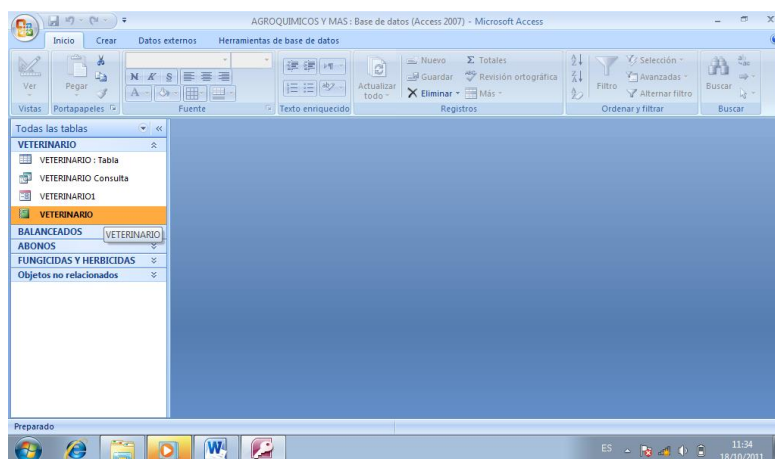 AGROQUIMICOS Y MAS : Base de datos (Access 2007) - Microsoft Access
Inicio Crear Datos externos Herramientas de base de datos
Ver
Pegar
N K S
A
Actualizar todo
Nuevo
Guardar
Eliminar
Totales
Revisión ortográfica
Más
Filtro
Selección
Avanzadas
Alternar filtro
Buscar
Vistas Portapapeles Fuente Texto enriquecido Registros Ordenar y filtrar Buscar
Todas las tablas
VETERINARIO
VETERINARIO : Tabla
VETERINARIO Consulta
VETERINARIO1
VETERINARIO
BALANCEADOS
VETERINARIO
ABONOS
FUNGICIDAS Y HERBICIDAS
Objetos no relacionados
Preparado
ES
11:34
18/10/2011